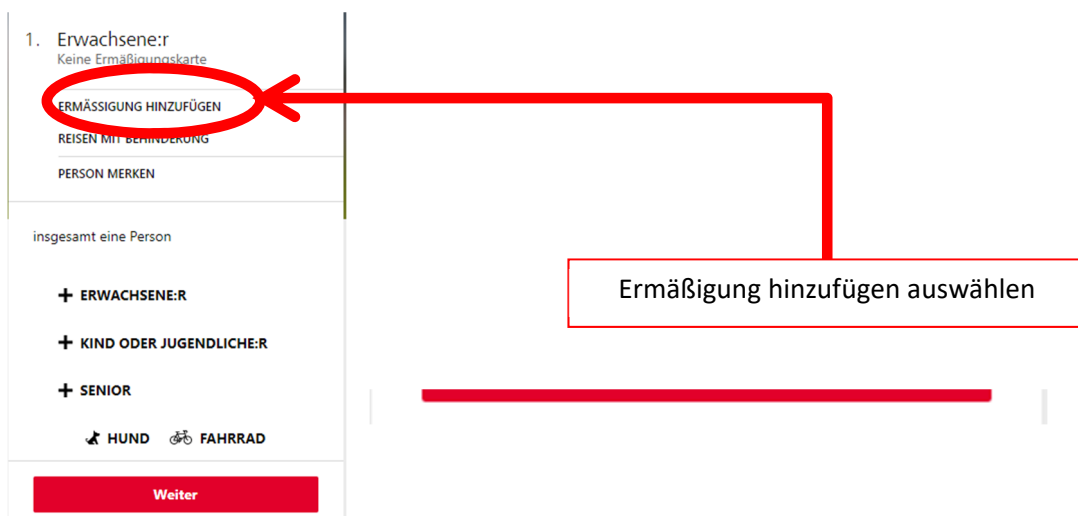 1. Erwachsene:r
Keine Ermäßigungskarte
ERMÄSSIGUNG HINZUFÜGEN
REISEN MIT BEHINDERUNG
PERSON MERKEN
insgesamt eine Person
+ ERWACHSENE:R
+ KIND ODER JUGENDLICHE:R
+ SENIOR
HUND FAHRRAD
Weiter
Ermäßigung hinzufügen auswählen